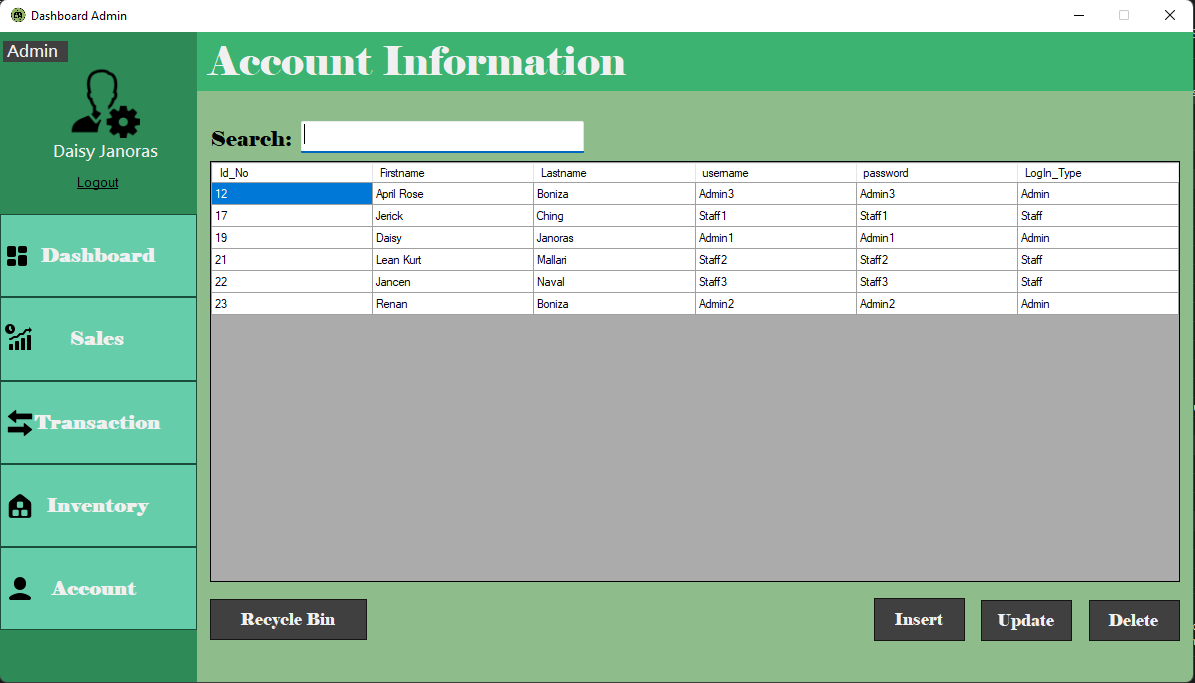 Dashboard Admin
Admin
Daisy Janoras
Logout
Dashboard
Sales
Transaction
Inventory
Account
Account Information
Search:
Id_No Firstname Lastname username password LogIn_Type
12 April Rose Boniza Admin3 Admin3 Admin
17 Jerick Ching Staff1 Staff1 Staff
19 Daisy Janoras Admin1 Admin1 Admin
21 Lean Kurt Mallari Staff2 Staff2 Staff
22 Jancen Naval Staff3 Staff3 Staff
23 Renan Boniza Admin2 Admin2 Admin
Recycle Bin Insert Update Delete